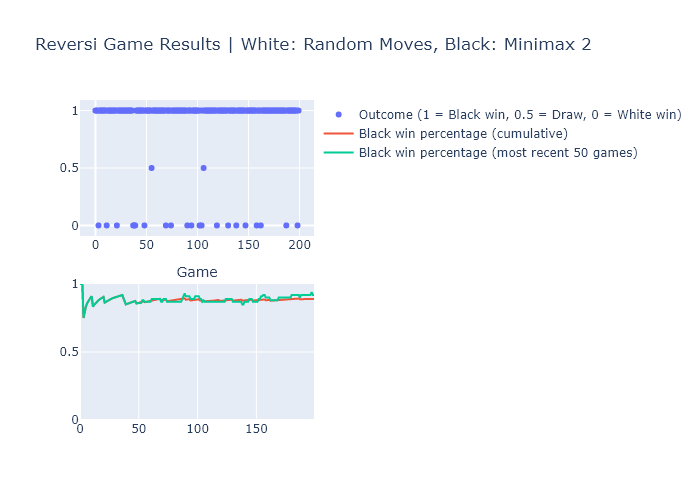 Reversi Game Results | White: Random Moves, Black: Minimax 2
1
0.5
0
0 50 100 150 200
Outcome (1 = Black win, 0.5 = Draw, 0 = White win)
Black win percentage (cumulative)
Black win percentage (most recent 50 games)
Game
1
0.5
0
0 50 100 150